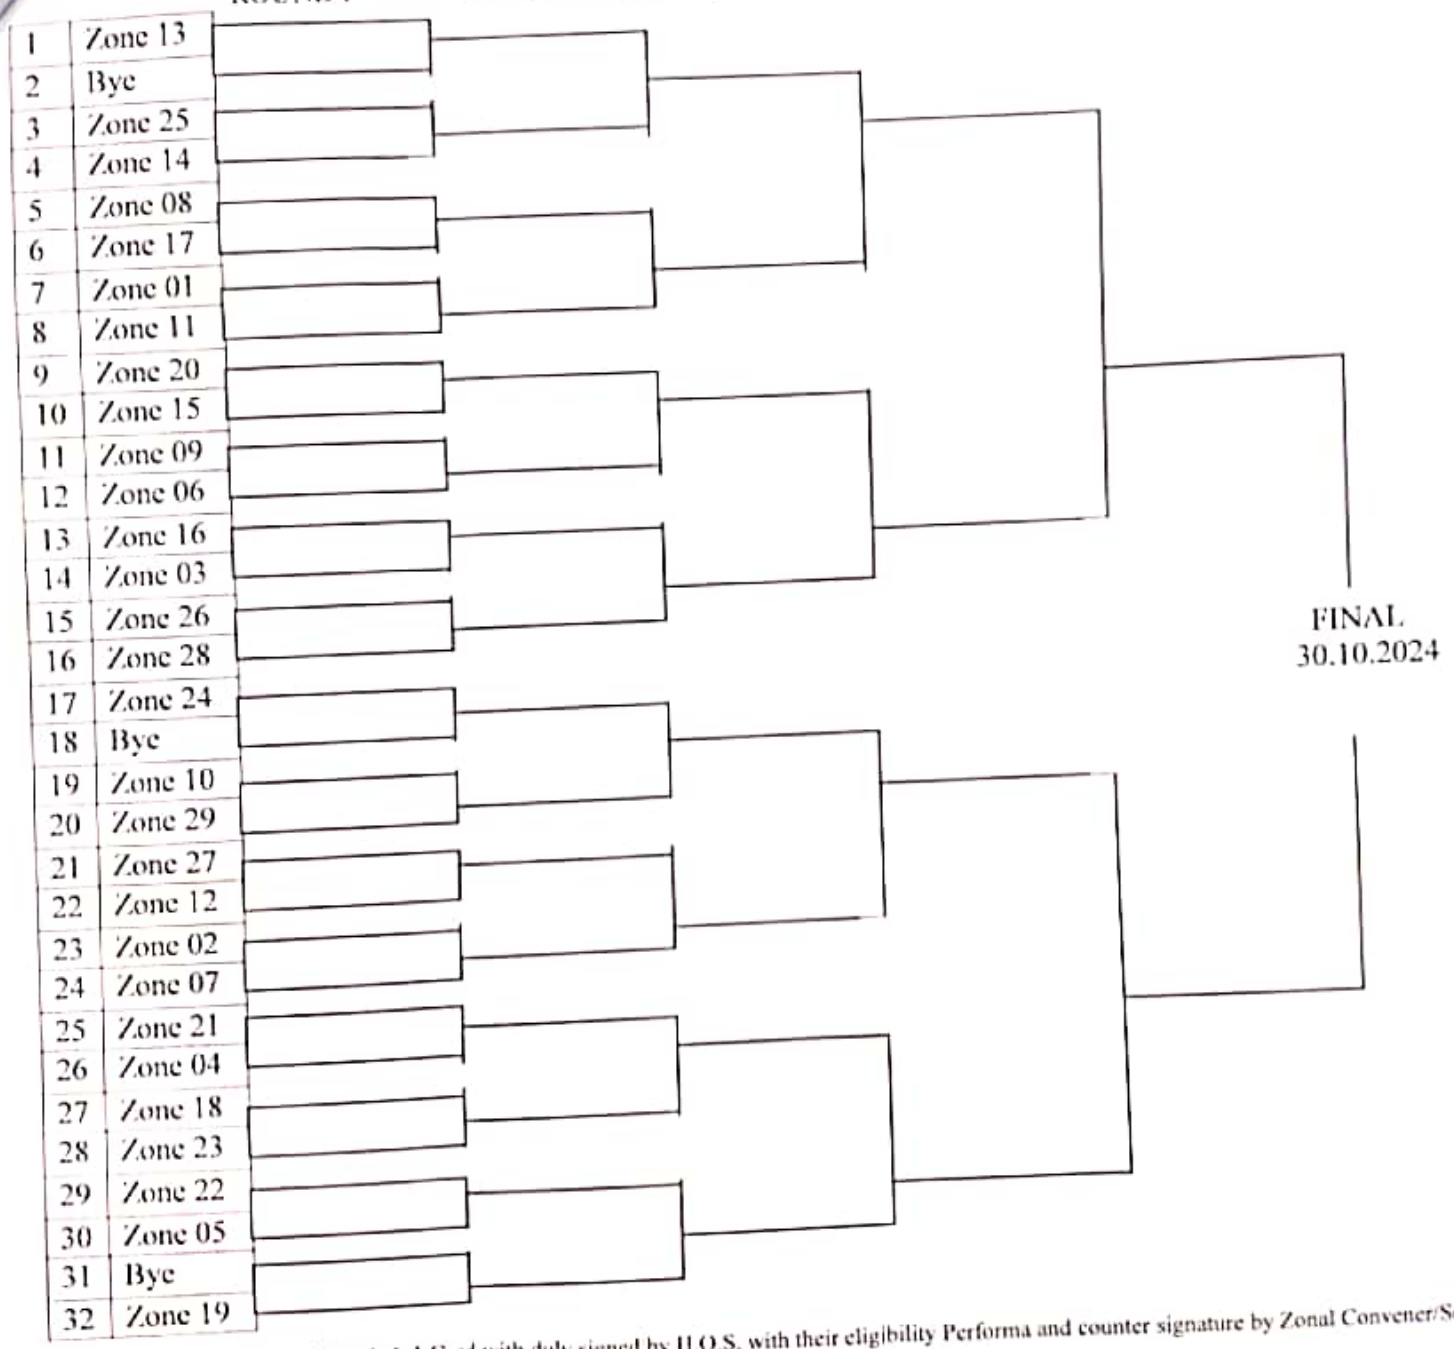 1 Zone 13
2 Bye
3 Zone 25
4 Zone 14
5 Zone 08
6 Zone 17
7 Zone 01
8 Zone 11
9 Zone 20
10 Zone 15
11 Zone 09
12 Zone 06
13 Zone 16
14 Zone 03
15 Zone 26
16 Zone 28
FINAL
30.10.2024
17 Zone 24
18 Bye
19 Zone 10
20 Zone 29
21 Zone 27
22 Zone 12
23 Zone 02
24 Zone 07
25 Zone 21
26 Zone 04
27 Zone 18
28 Zone 23
29 Zone 22
30 Zone 05
31 Bye
32 Zone 19
with duly signed by H.O.S. with their eligibility Performa and counter signature by Zonal Convener/